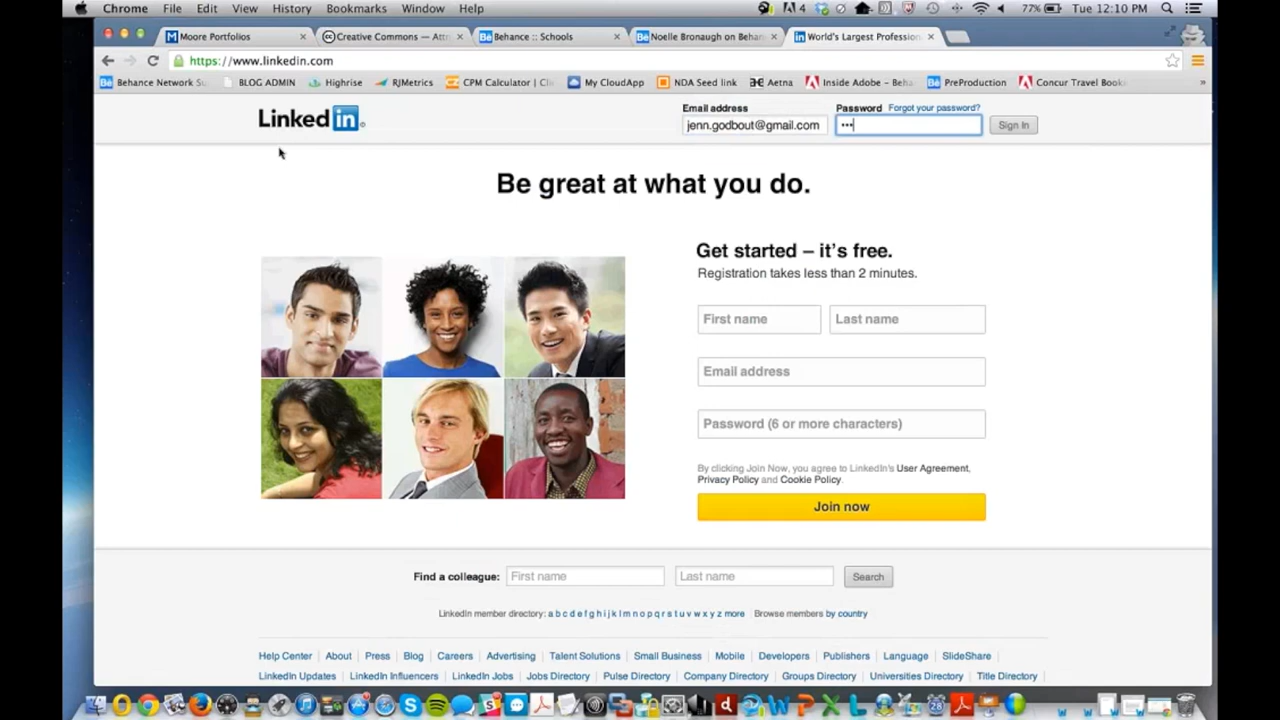 Chrome File Edit View History Bookmarks Window Help 4 77% Tue 12:10 PM
Moore Portfolios Creative Commons — Attr Behance :: Schools Noelle Bronaugh on Behan World's Largest Profession
https://www.linkedin.com
Behance Network Su BLOG ADMIN Highrise RJMetrics CPM Calculator | Cli My CloudApp NDA Seed link Aetna Inside Adobe - Beha PreProduction Concur Travel Book »
Email address Password Forgot your password?
Linked in
jenn.godbout@gmail.com ••• Sign In
Be great at what you do.
Get started – it's free.
Registration takes less than 2 minutes.
First name Last name
Email address
Password (6 or more characters)
By clicking Join Now, you agree to LinkedIn's User Agreement,
Privacy Policy and Cookie Policy.
Join now
Find a colleague: First name Last name Search
LinkedIn member directory: a b c d e f g h i j k l m n o p q r s t u v w x y z more Browse members by country
Help Center About Press Blog Careers Advertising Talent Solutions Small Business Mobile Developers Publishers Language SlideShare
LinkedIn Updates LinkedIn Influencers LinkedIn Jobs Jobs Directory Pulse Directory Company Directory Groups Directory Universities Directory Title Directory